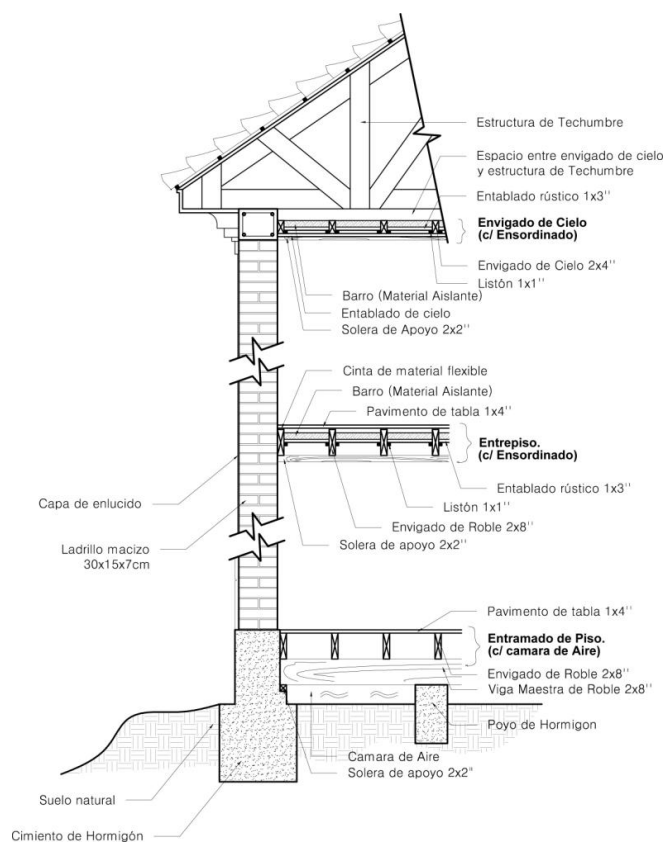 Estructura de Techumbre
Espacio entre envigado de cielo
y estructura de Techumbre
Entablado rústico 1x3''
Envigado de Cielo
(c/ Ensordinado)
Envigado de Cielo 2x4''
Listón 1x1''
Barro (Material Aislante)
Entablado de cielo
Solera de Apoyo 2x2''
Cinta de material flexible
Barro (Material Aislante)
Pavimento de tabla 1x4''
Entrepiso.
(c/ Ensordinado)
Entablado rústico 1x3''
Listón 1x1''
Envigado de Roble 2x8''
Solera de apoyo 2x2''
Capa de enlucido
Ladrillo macizo
30x15x7cm
Pavimento de tabla 1x4''
Entramado de Piso.
(c/ camara de Aire)
Envigado de Roble 2x8''
Viga Maestra de Roble 2x8''
Poyo de Hormigon
Camara de Aire
Solera de apoyo 2x2"
Suelo natural
Cimiento de Hormigón